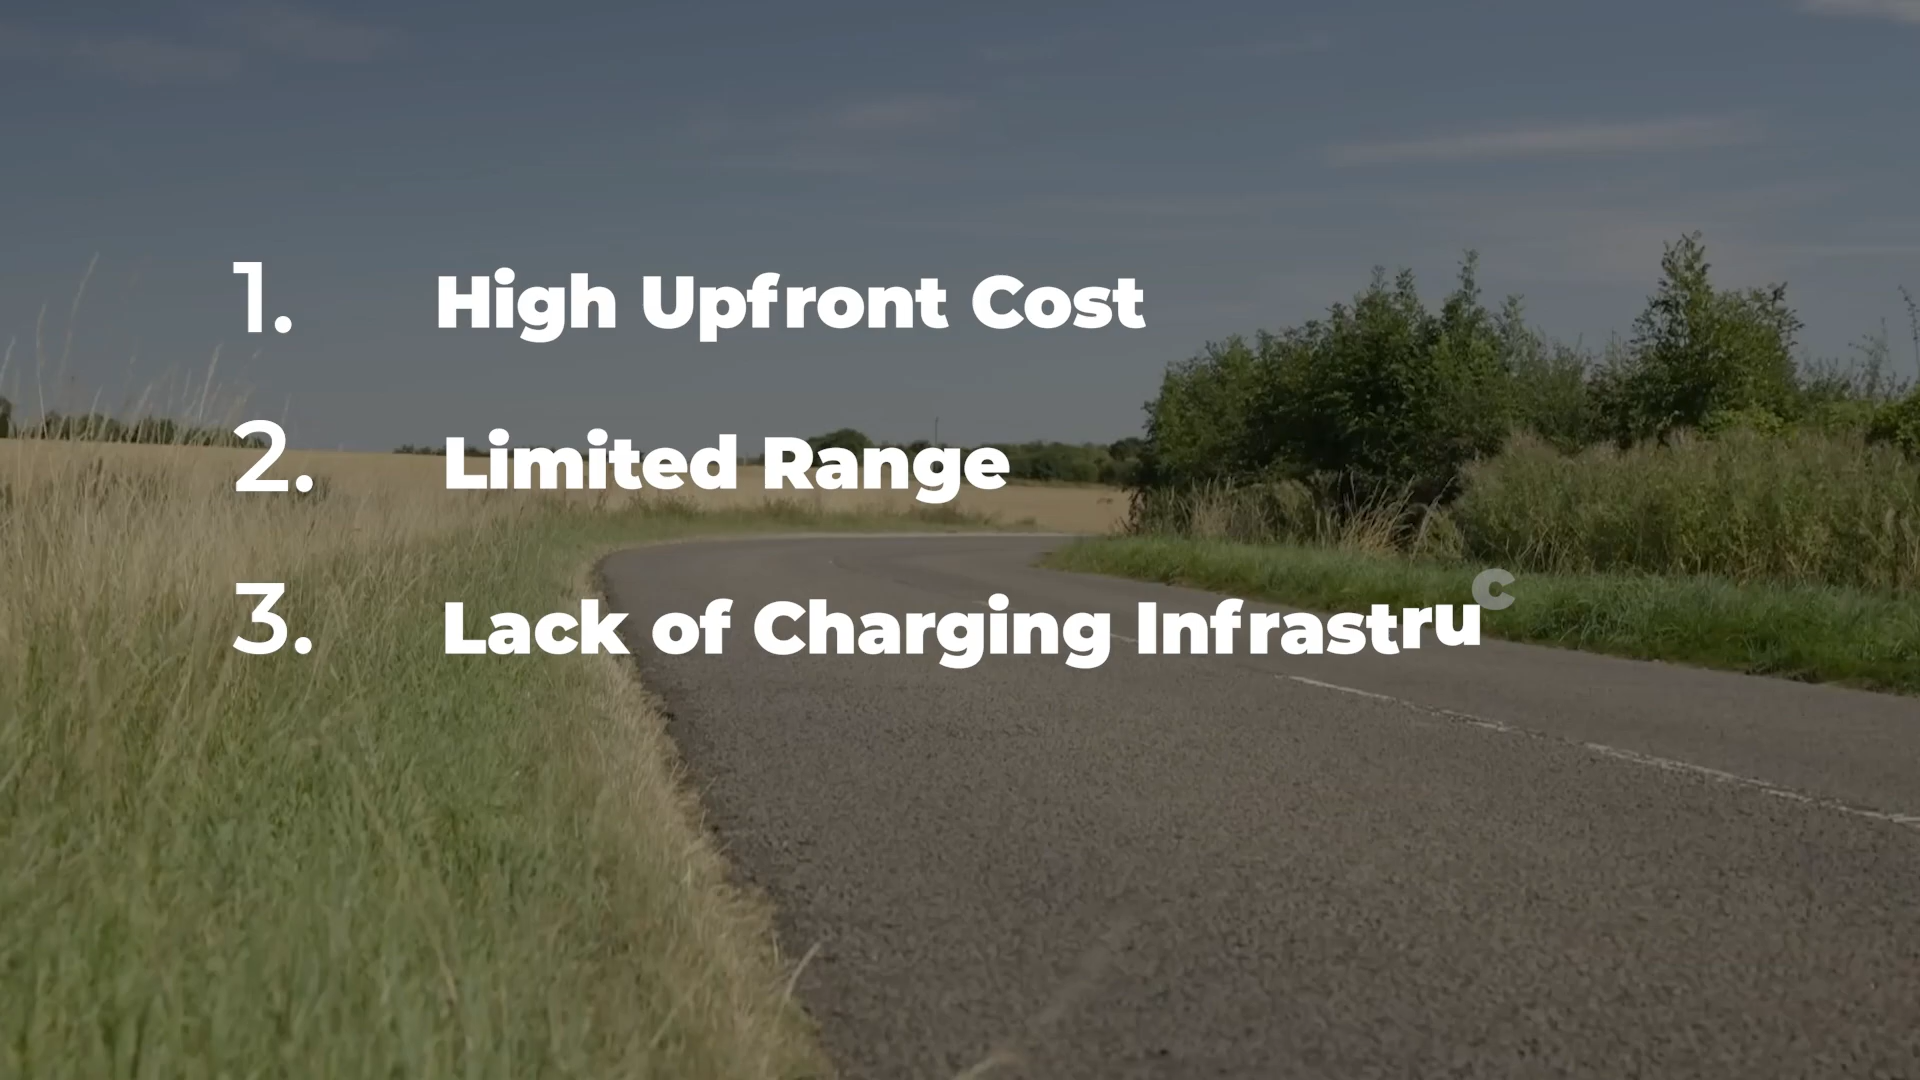 1. High Upfront Cost
2. Limited Range
3. Lack of Charging Infrastruc